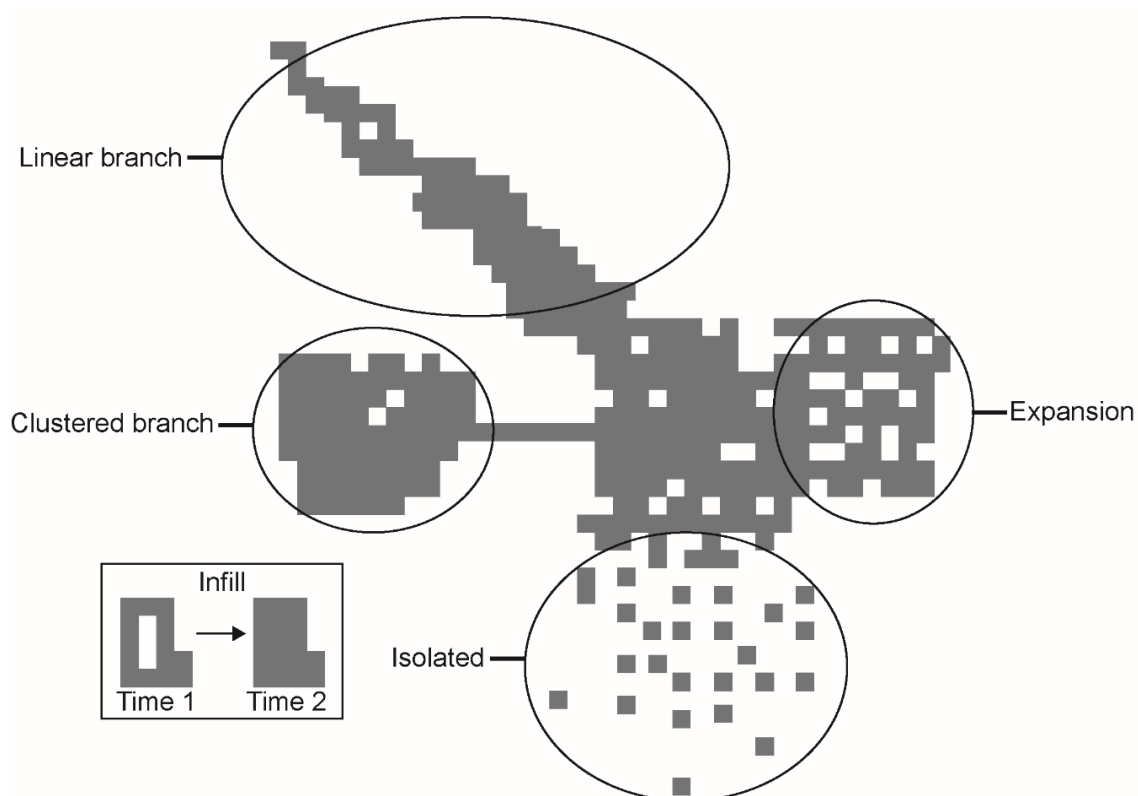 Linear branch
Clustered branch
Expansion
Infill
Time 1
Time 2
Isolated